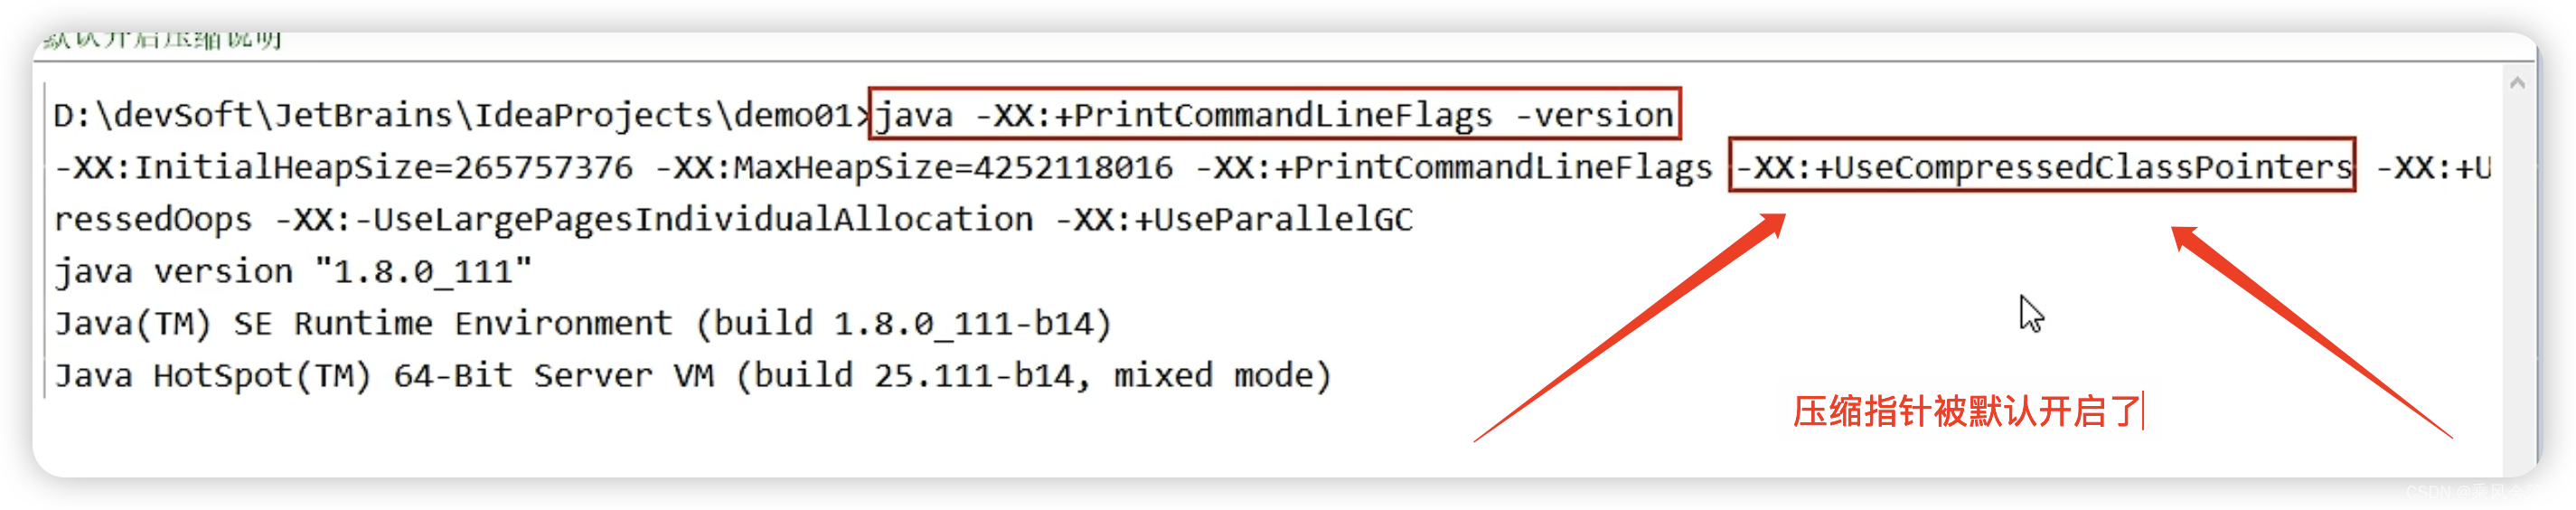 默认开启压缩说明
D:\devSoft\JetBrains\IdeaProjects\demo01>java -XX:+PrintCommandLineFlags -version
-XX:InitialHeapSize=265757376 -XX:MaxHeapSize=4252118016 -XX:+PrintCommandLineFlags -XX:+UseCompressedClassPointers -XX:+U
ressedOops -XX:-UseLargePagesIndividualAllocation -XX:+UseParallelGC
java version "1.8.0_111"
Java(TM) SE Runtime Environment (build 1.8.0_111-b14)
Java HotSpot(TM) 64-Bit Server VM (build 25.111-b14, mixed mode)
压缩指针被默认开启了
CSDN